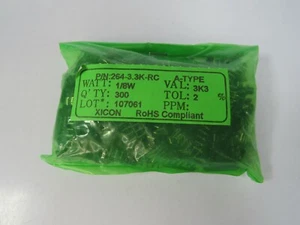 P/N:264-3.3K-RC A-TYPE
WATT: 1/8W VAL: 3K3
Q'TY: 300 TOL: 2 %
LOT# 107061 PPM:
XICON RoHS Compliant